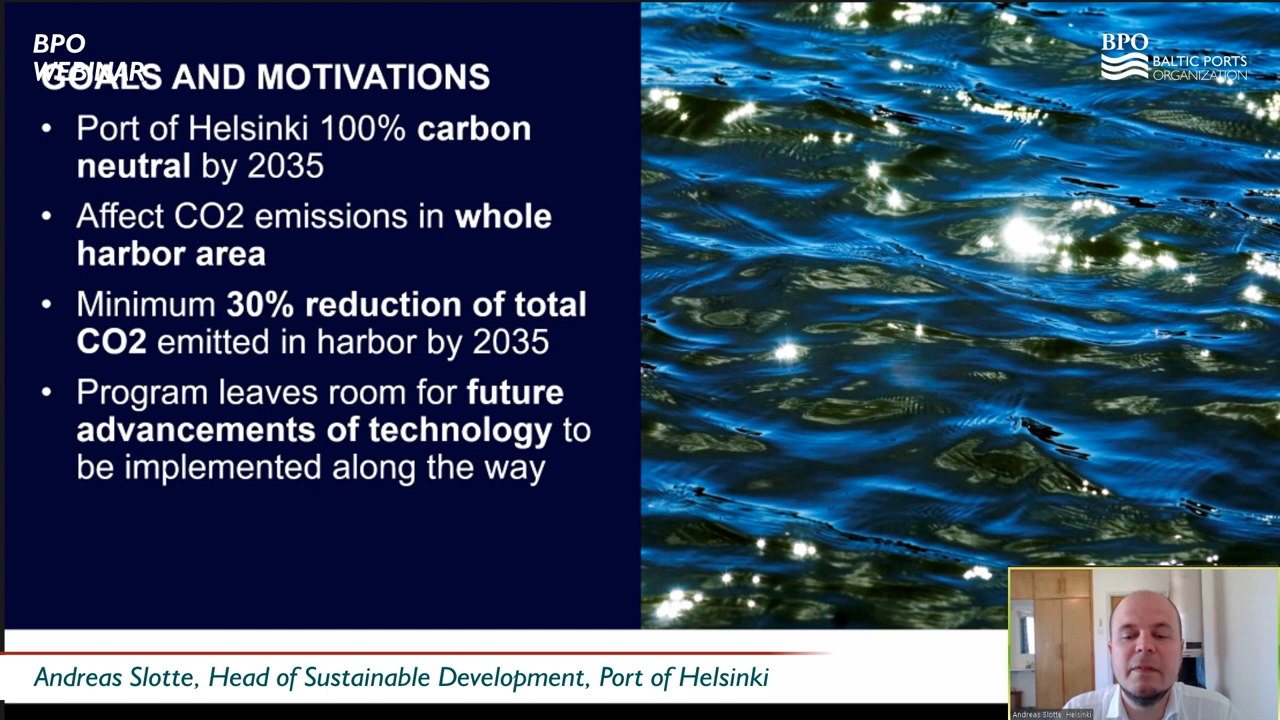 BPO
WEBINAR
GOALS AND MOTIVATIONS
• Port of Helsinki 100% carbon
neutral by 2035
• Affect CO2 emissions in whole
harbor area
• Minimum 30% reduction of total
CO2 emitted in harbor by 2035
• Program leaves room for future
advancements of technology to
be implemented along the way
BPO
BALTIC PORTS
ORGANIZATION
Andreas Slotte, Head of Sustainable Development, Port of Helsinki
Andreas Slotte, Helsinki